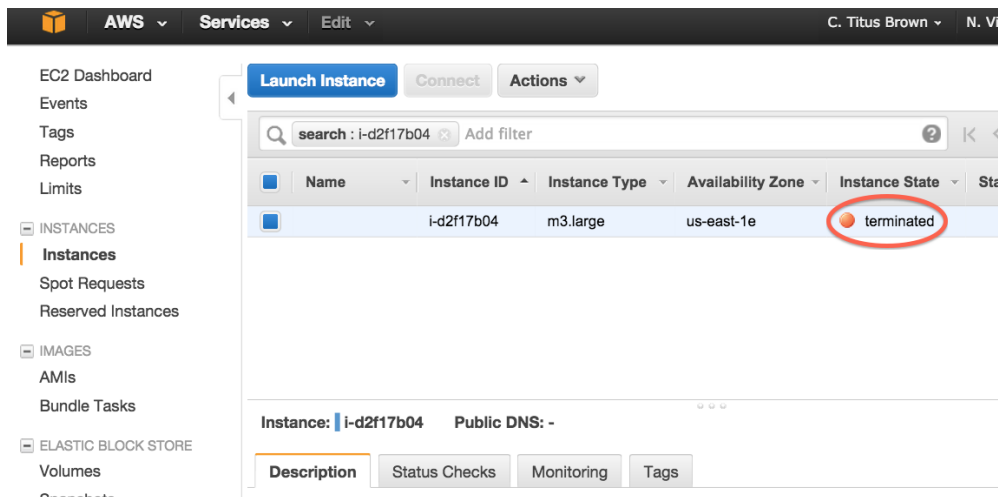 AWS Services Edit C. Titus Brown N. Vi
EC2 Dashboard
Events
Tags
Reports
Limits
INSTANCES
Instances
Spot Requests
Reserved Instances
IMAGES
AMIs
Bundle Tasks
ELASTIC BLOCK STORE
Volumes
Snapshots
Launch Instance Connect Actions
search : i-d2f17b04 Add filter
Name Instance ID Instance Type Availability Zone Instance State Sta
i-d2f17b04 m3.large us-east-1e terminated
Instance: i-d2f17b04 Public DNS: -
Description Status Checks Monitoring Tags